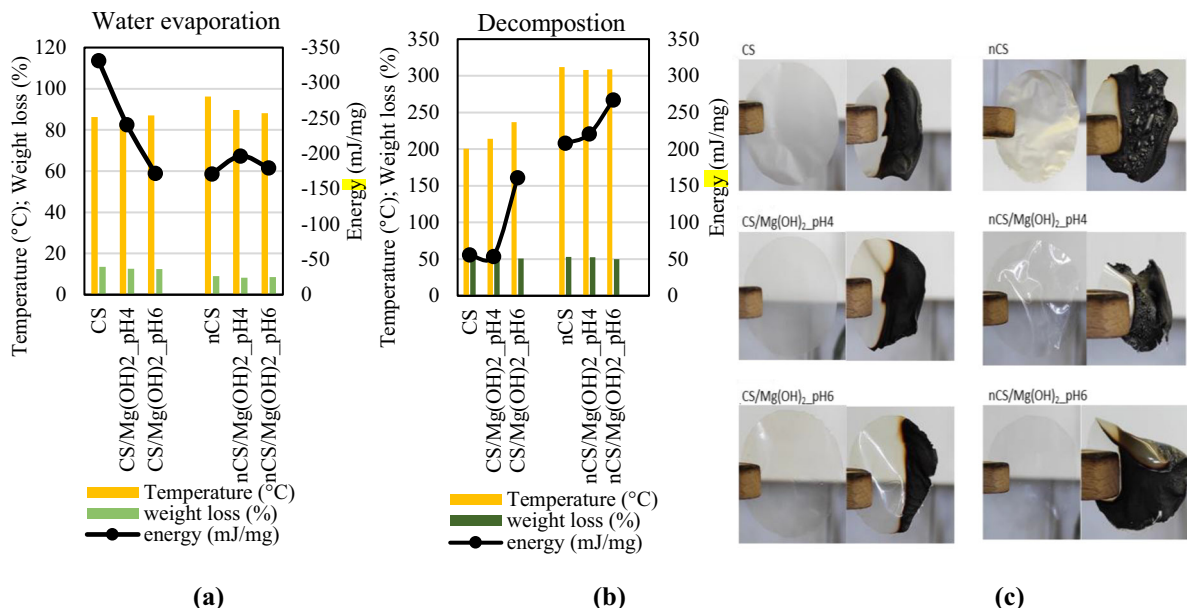 Water evaporation
Temperature (°C); Weight loss (%)
120
100
80
60
40
20
0
-350
-300
-250
-200
-150
-100
-50
0
Energy (mJ/mg)
CS
CS/Mg(OH)2_pH4
CS/Mg(OH)2_pH6
nCS
nCS/Mg(OH)2_pH4
nCS/Mg(OH)2_pH6
Temperature (°C)
weight loss (%)
energy (mJ/mg)
(a)
Decompostion
Temperature (°C); Weight loss (%)
350
300
250
200
150
100
50
0
350
300
250
200
150
100
50
0
Energy (mJ/mg)
CS
CS/Mg(OH)2_pH4
CS/Mg(OH)2_pH6
nCS
nCS/Mg(OH)2_pH4
nCS/Mg(OH)2_pH6
Temperature (°C)
weight loss (%)
energy (mJ/mg)
(b)
CS
nCS
CS/Mg(OH)₂_pH4
nCS/Mg(OH)₂_pH4
CS/Mg(OH)₂_pH6
nCS/Mg(OH)₂_pH6
(c)